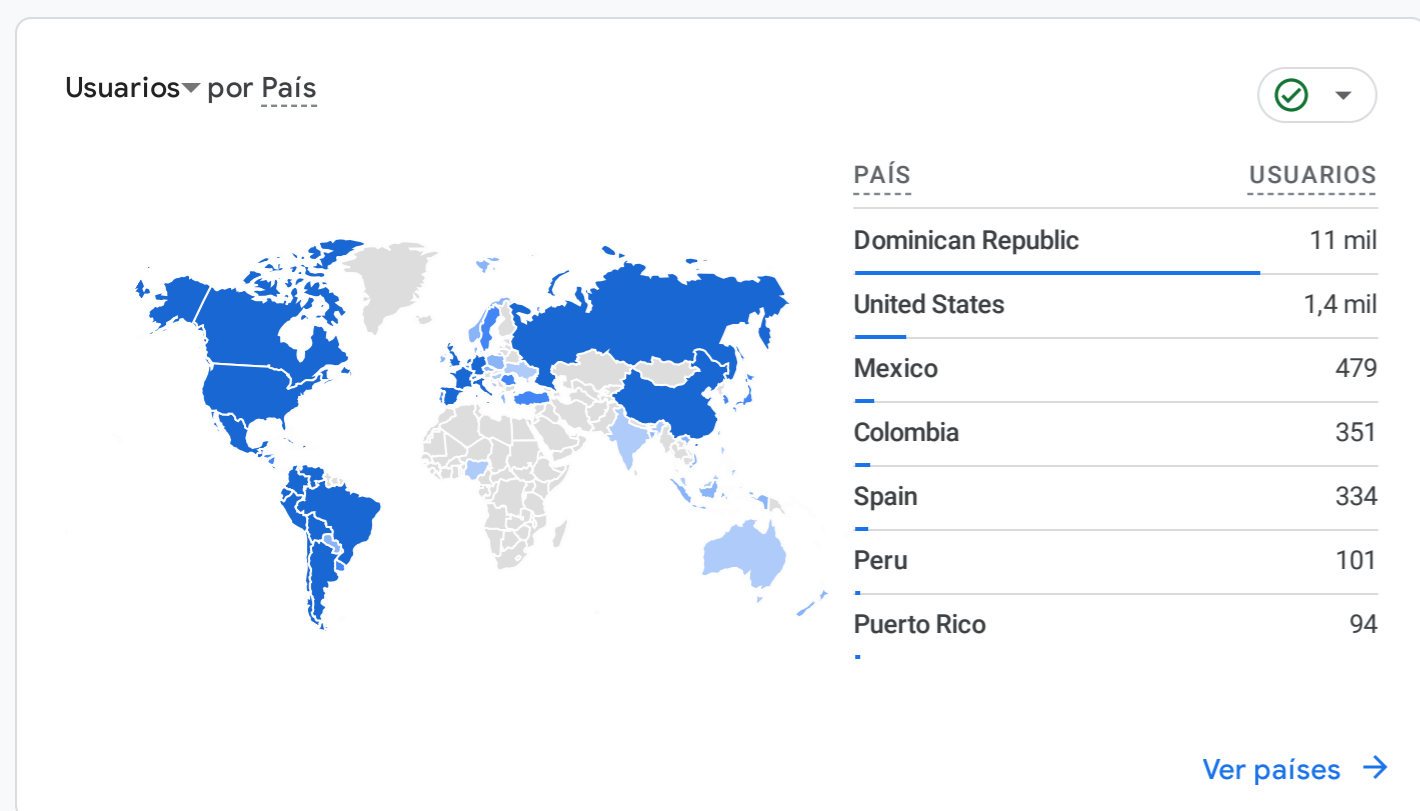 Usuarios por País
PAÍS USUARIOS
Dominican Republic 11 mil
United States 1,4 mil
Mexico 479
Colombia 351
Spain 334
Peru 101
Puerto Rico 94
Ver países